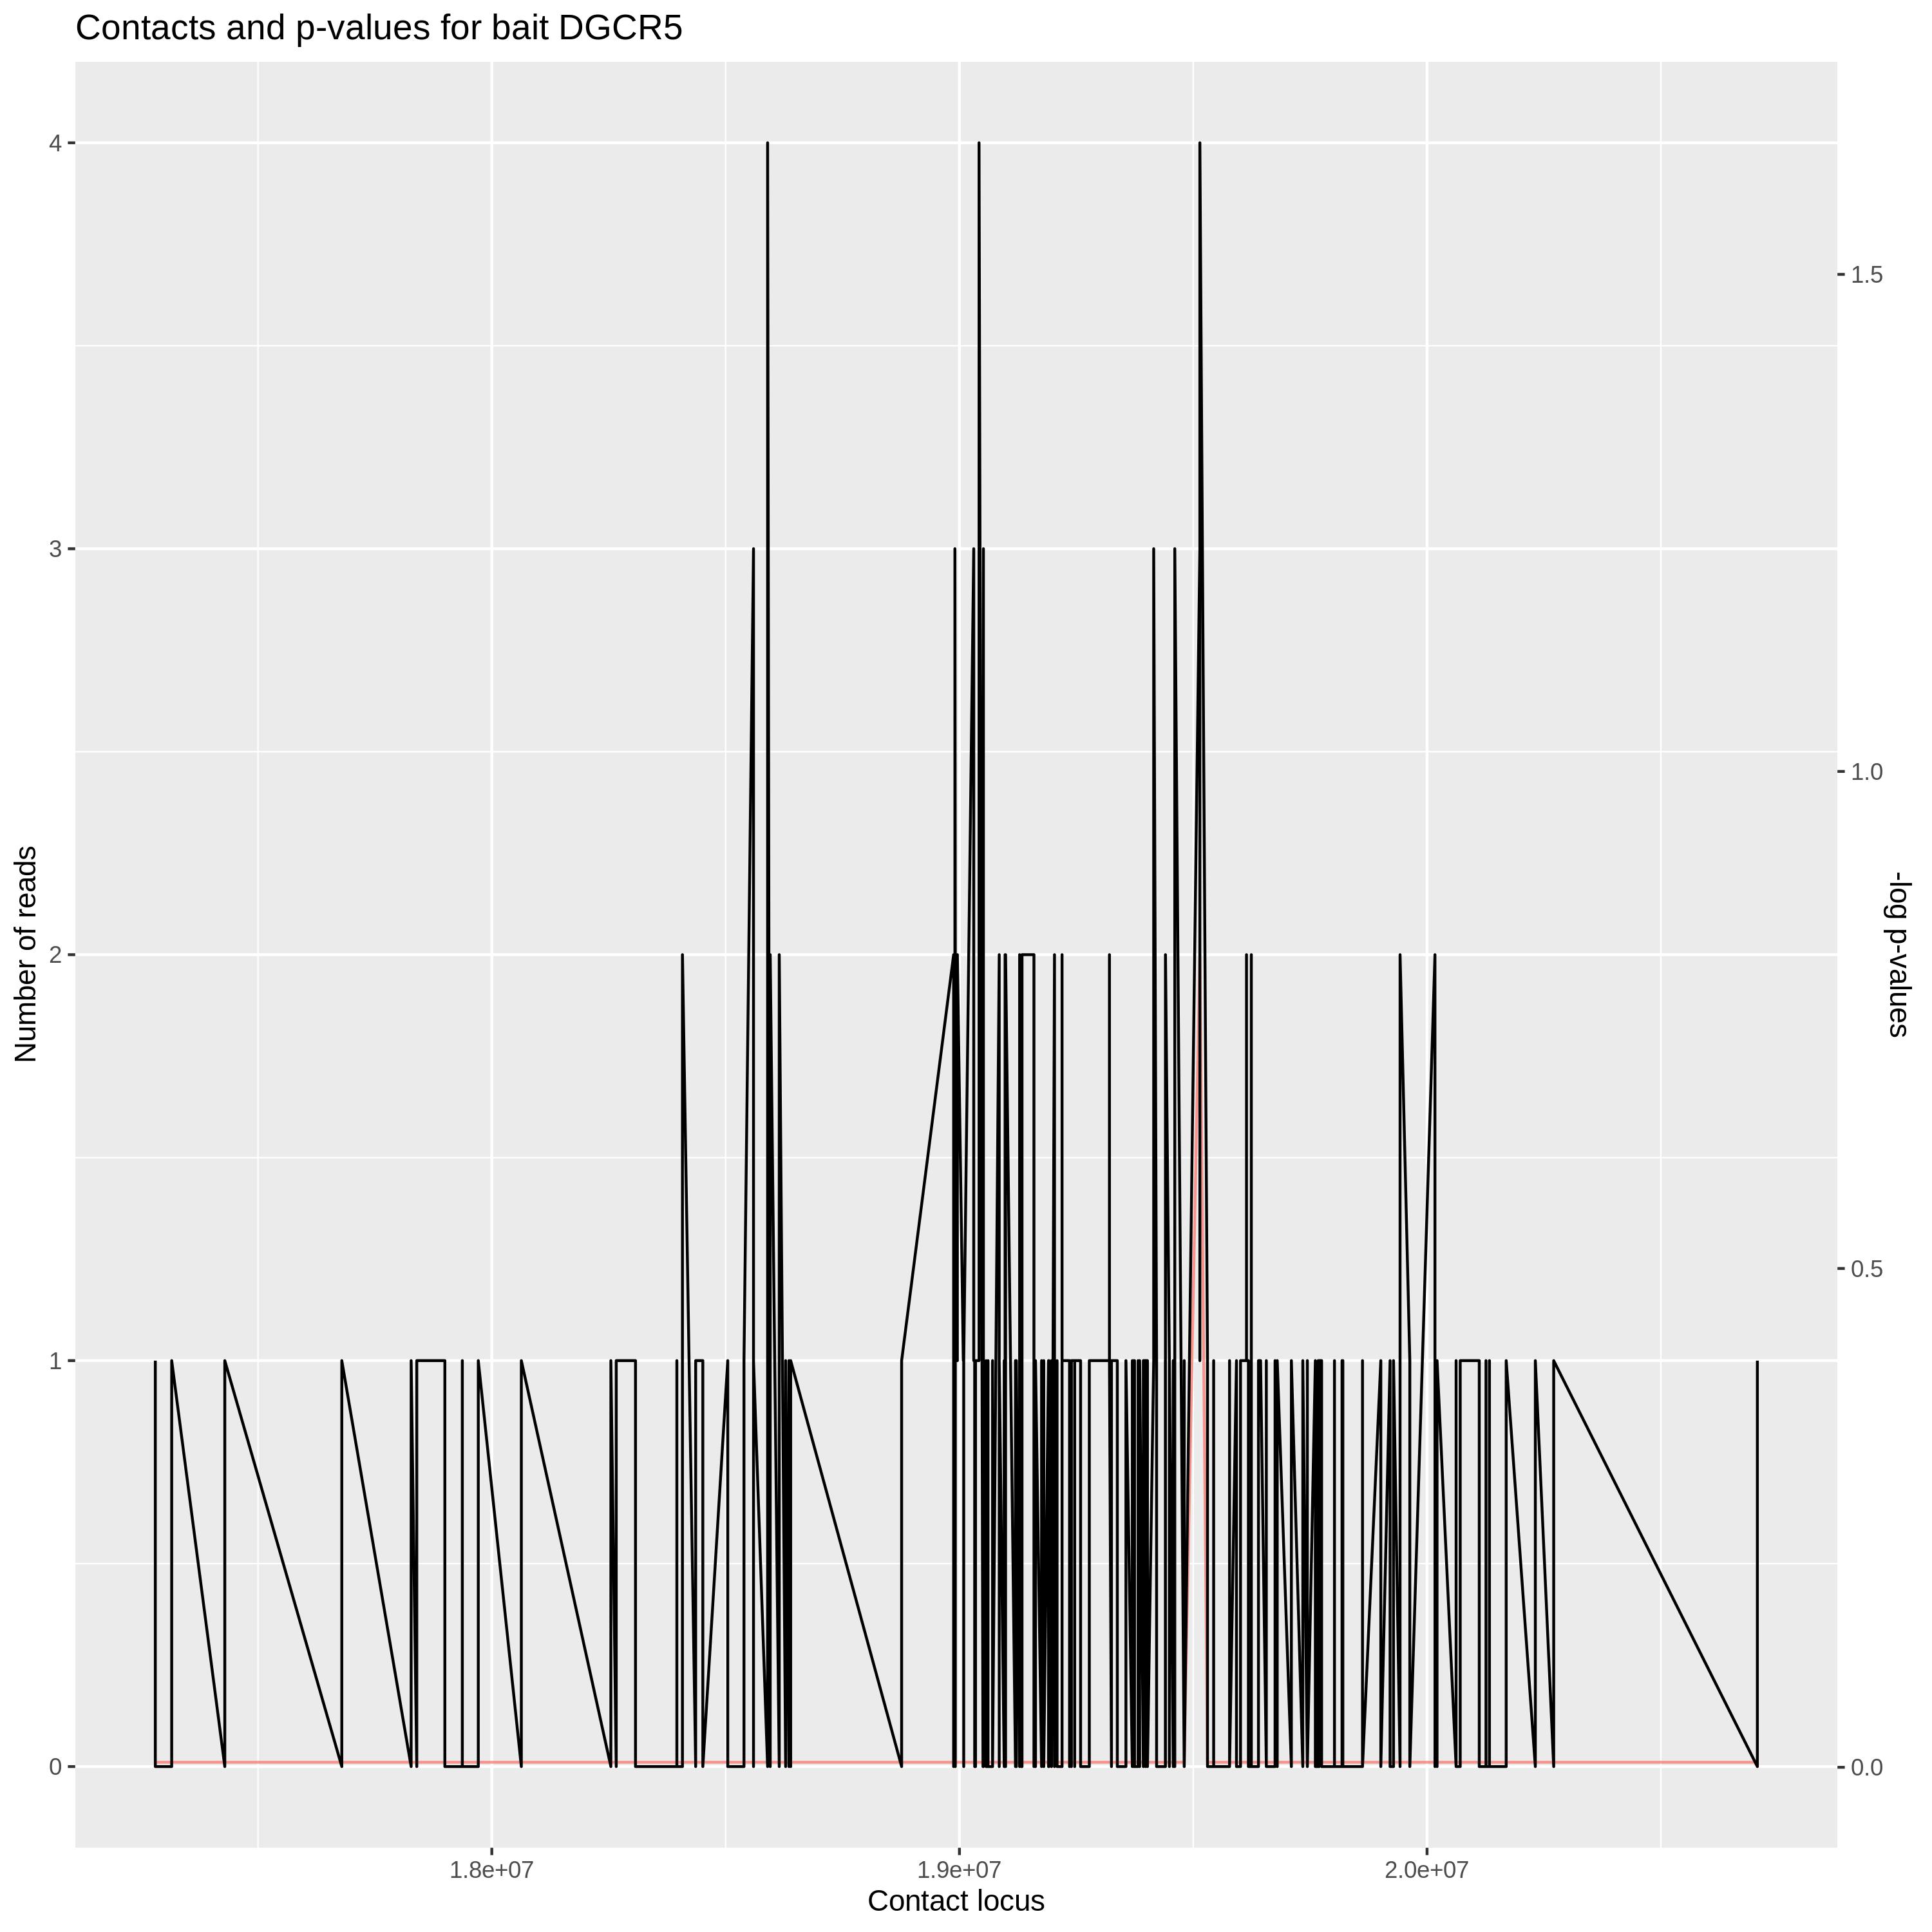 Contacts and p-values for bait DGCR5
4
3
2
1
0
Number of reads
1.5
1.0
0.5
0.0
-log p-values
1.8e+07
1.9e+07
2.0e+07
Contact locus